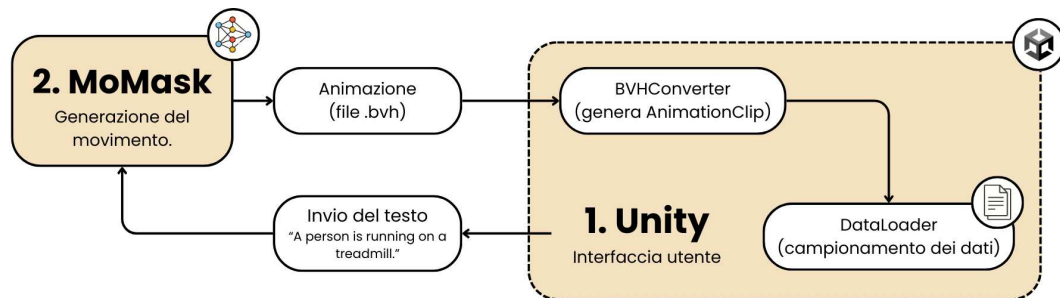 2. MoMask
Generazione del
movimento.
Animazione
(file .bvh)
BVHConverter
(genera AnimationClip)
Invio del testo
“A person is running on a
treadmill.”
1. Unity
Interfaccia utente
DataLoader
(campionamento dei dati)